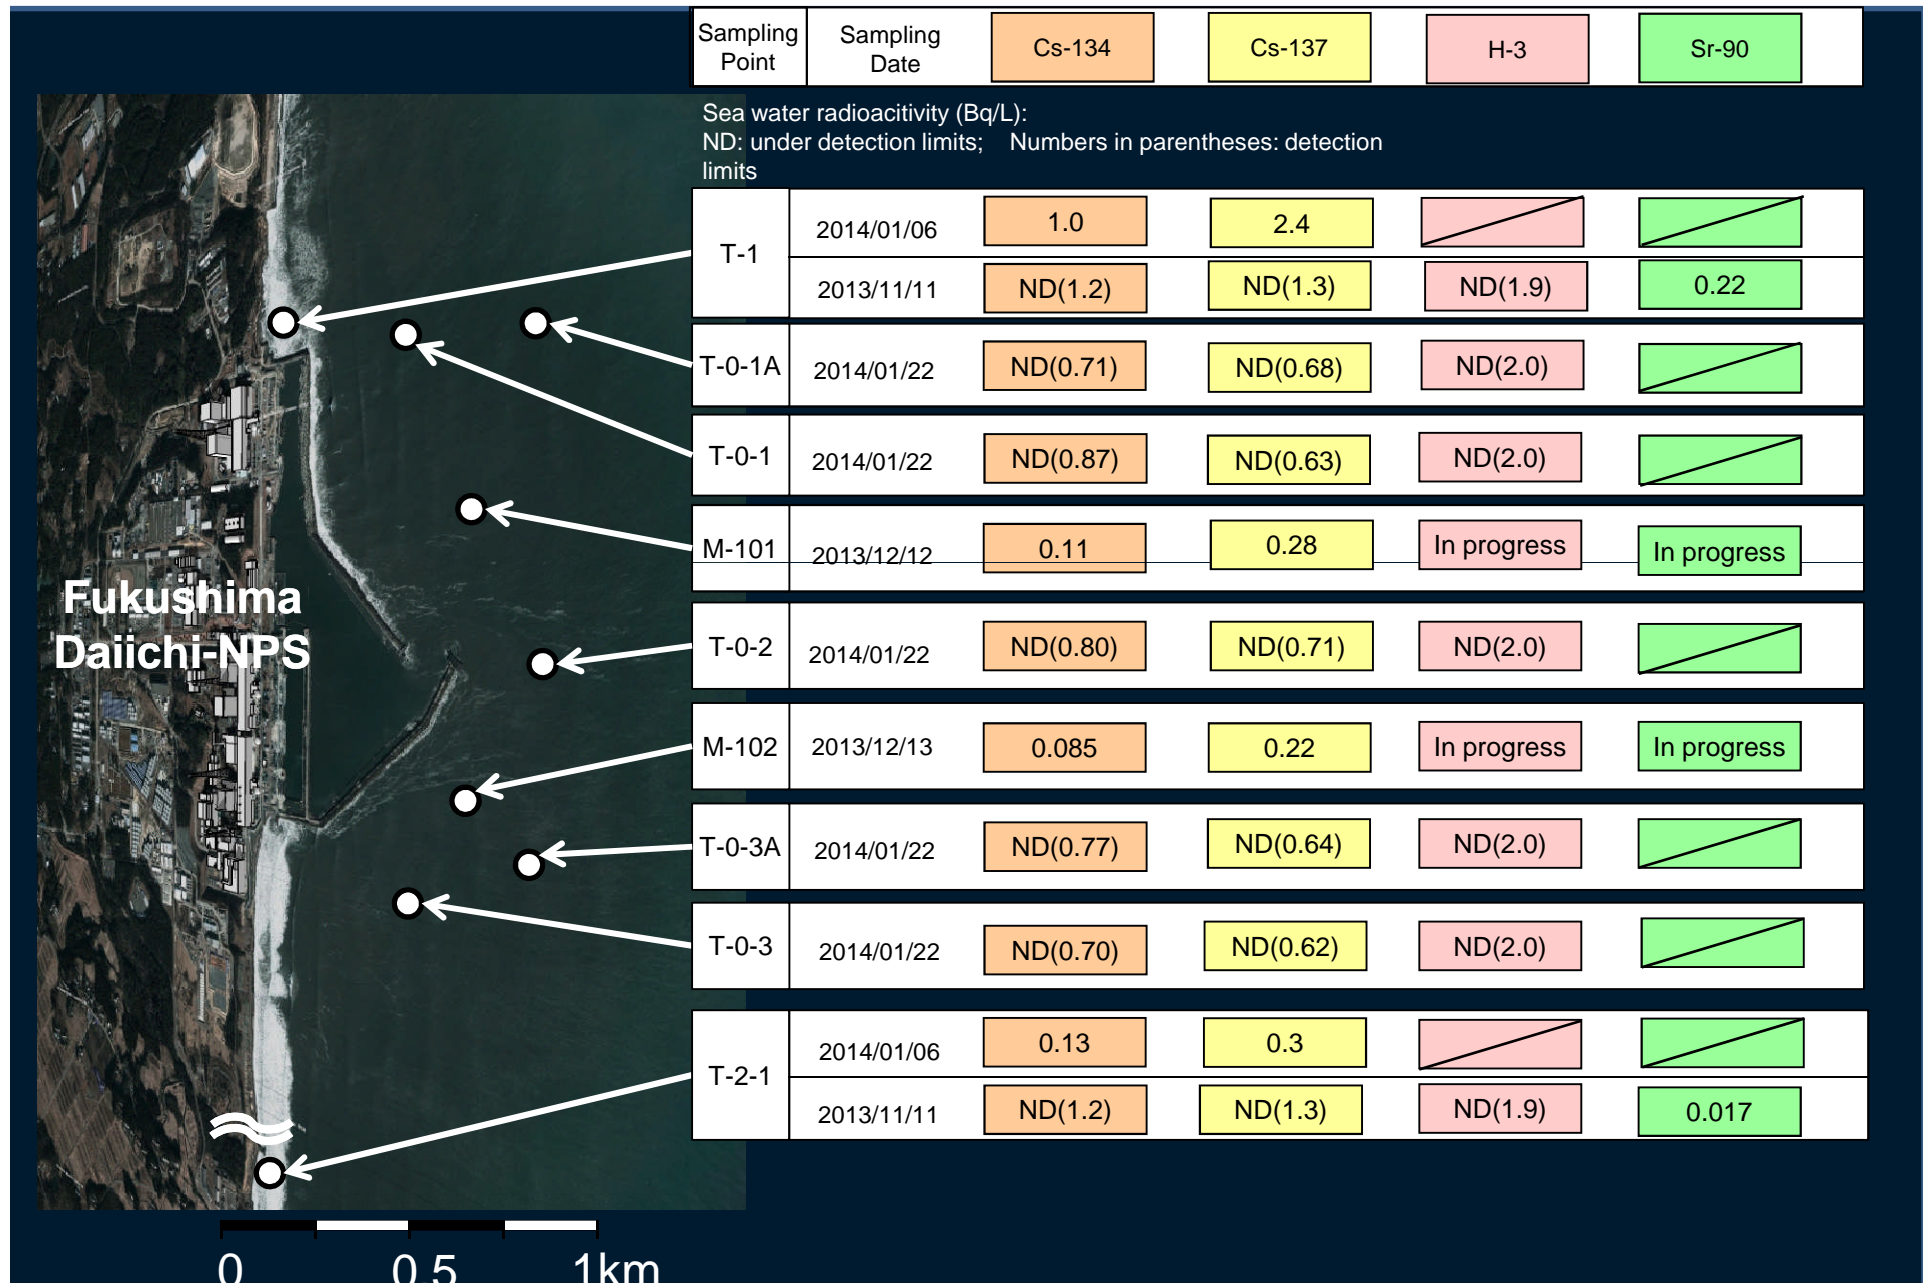 Sampling Point
Sampling Date
Cs-134
Cs-137
H-3
Sr-90
Sea water radioacitivity (Bq/L):
ND: under detection limits; Numbers in parentheses: detection
limits
T-1
2014/01/06
1.0
2.4
2013/11/11
ND(1.2)
ND(1.3)
ND(1.9)
0.22
T-0-1A
2014/01/22
ND(0.71)
ND(0.68)
ND(2.0)
T-0-1
2014/01/22
ND(0.87)
ND(0.63)
ND(2.0)
M-101
2013/12/12
0.11
0.28
In progress
In progress
Fukushima
Daiichi-NPS
T-0-2
2014/01/22
ND(0.80)
ND(0.71)
ND(2.0)
M-102
2013/12/13
0.085
0.22
In progress
In progress
T-0-3A
2014/01/22
ND(0.77)
ND(0.64)
ND(2.0)
T-0-3
2014/01/22
ND(0.70)
ND(0.62)
ND(2.0)
T-2-1
2014/01/06
0.13
0.3
2013/11/11
ND(1.2)
ND(1.3)
ND(1.9)
0.017
0 0.5 1km